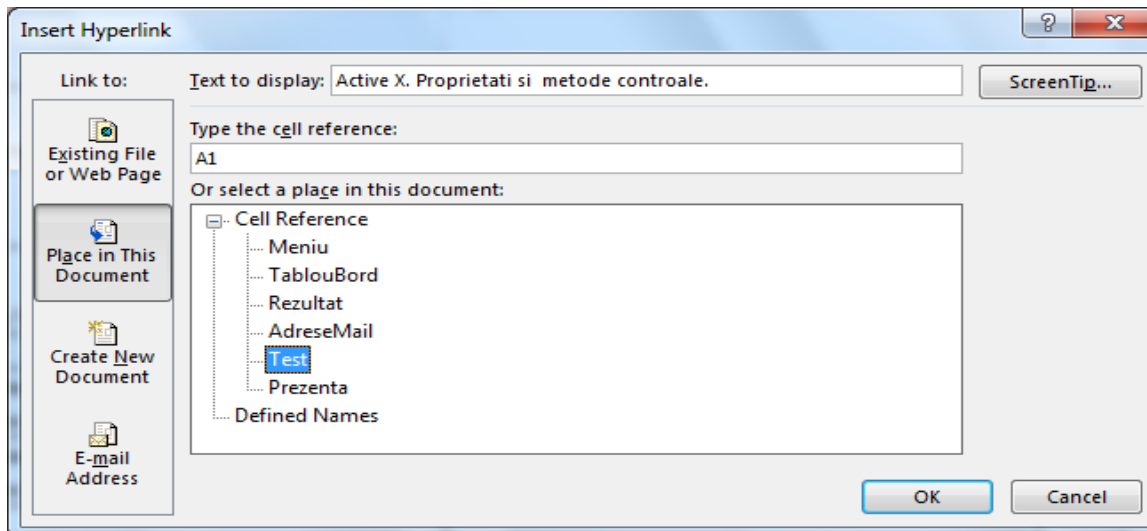 Insert Hyperlink
?
X
Link to:
Text to display: Active X. Proprietati si  metode controale.
ScreenTip...
Existing File
or Web Page
Place in This
Document
Create New
Document
E-mail
Address
Type the cell reference:
A1
Or select a place in this document:
Cell Reference
Meniu
TablouBord
Rezultat
AdreseMail
Test
Prezenta
Defined Names
OK
Cancel